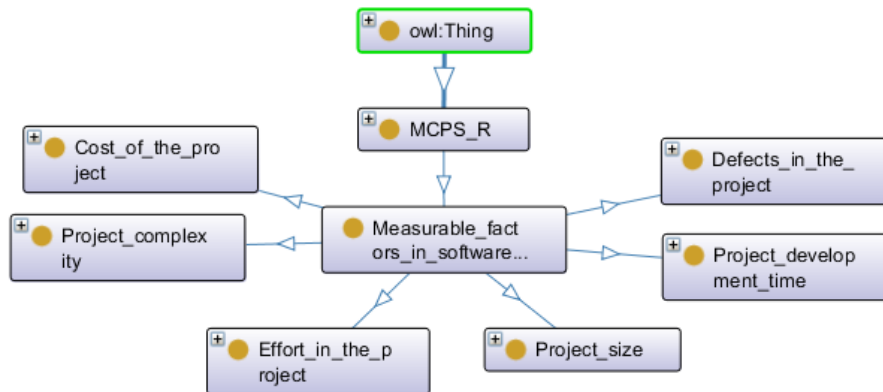 owl:Thing
MCPS_R
Cost_of_the_pro
ject
Defects_in_the_
project
Measurable_fact
ors_in_software...
Project_complex
ity
Project_develop
ment_time
Effort_in_the_p
roject
Project_size